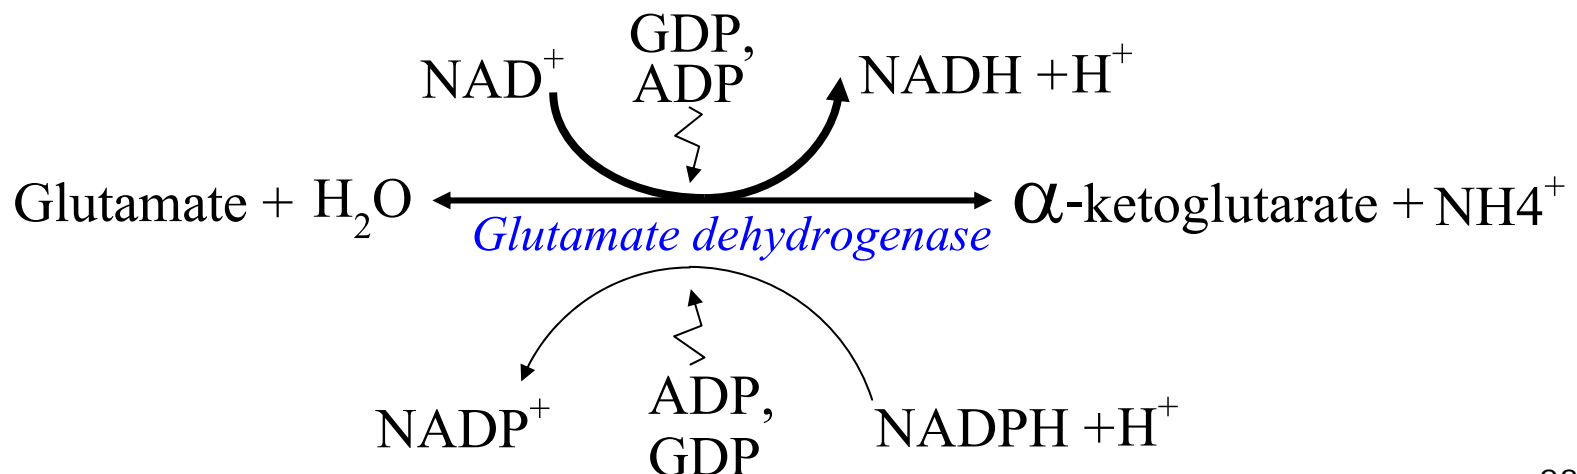 GDP,
NAD⁺ ADP NADH +H⁺
Glutamate + H₂O α-ketoglutarate + NH4⁺
Glutamate dehydrogenase
ADP,
NADP⁺ NADPH +H⁺
GDP